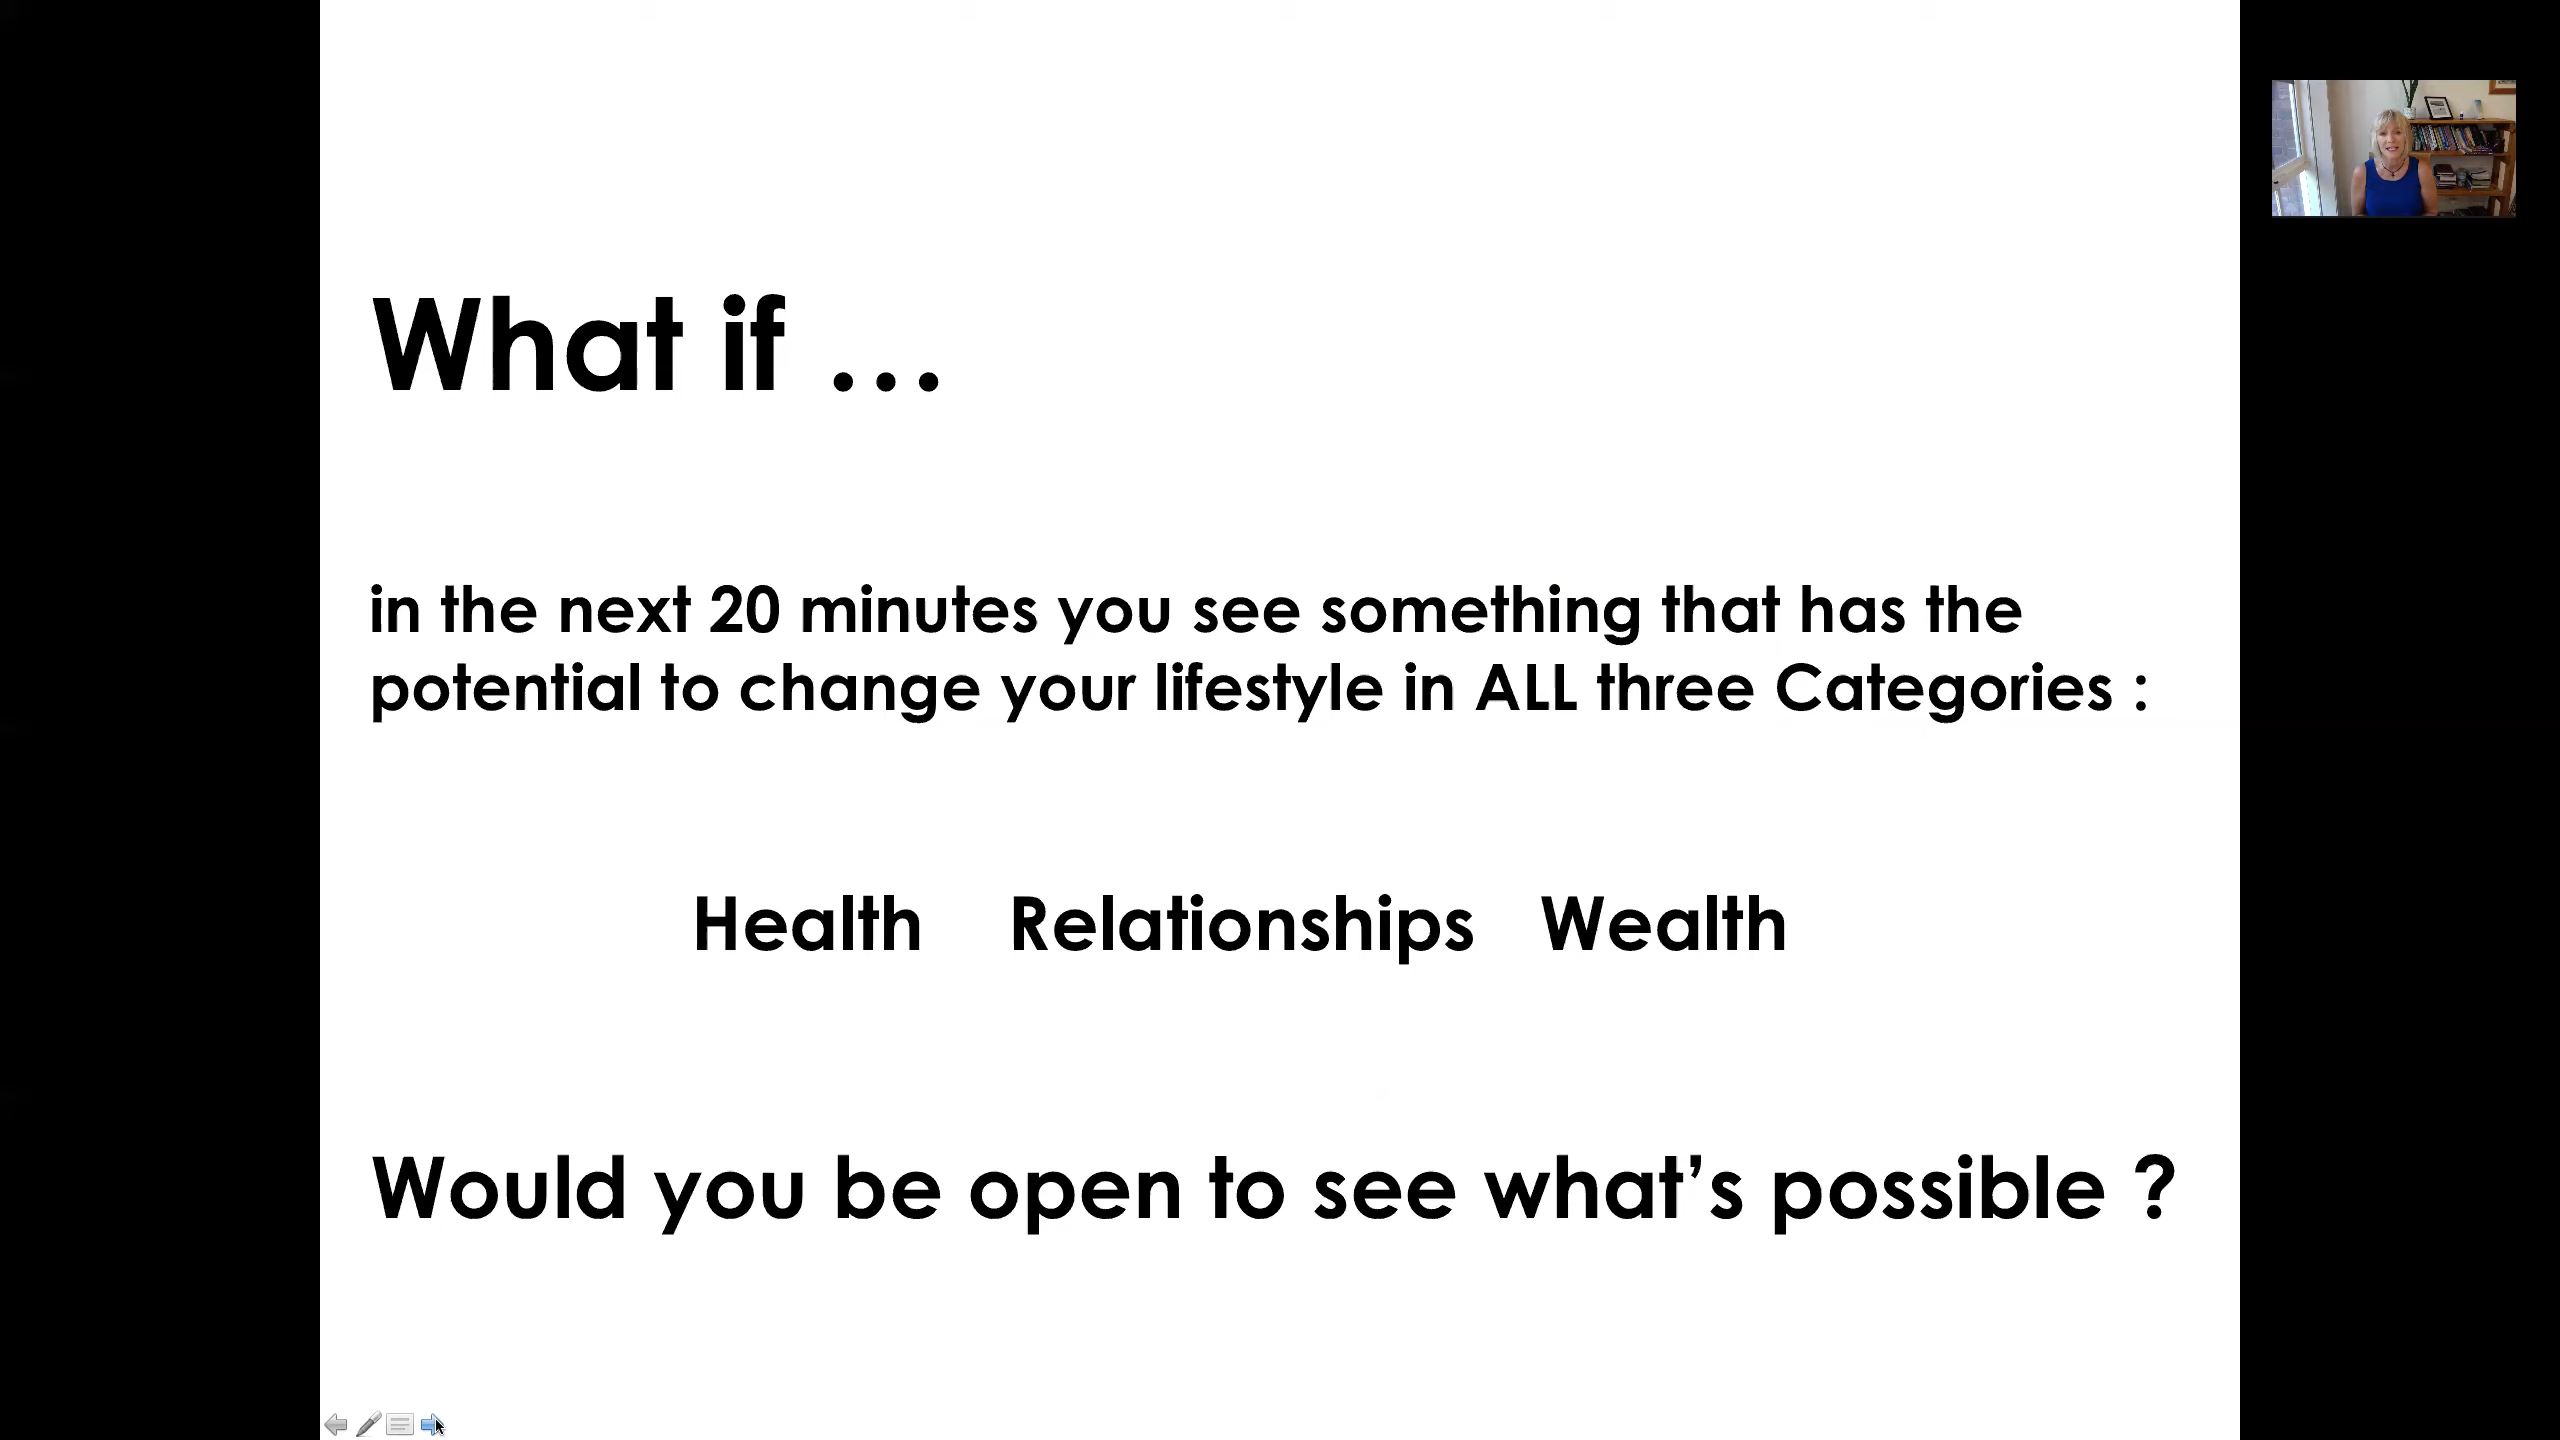 What if ...
in the next 20 minutes you see something that has the
potential to change your lifestyle in ALL three Categories :
Health Relationships Wealth
Would you be open to see what’s possible ?